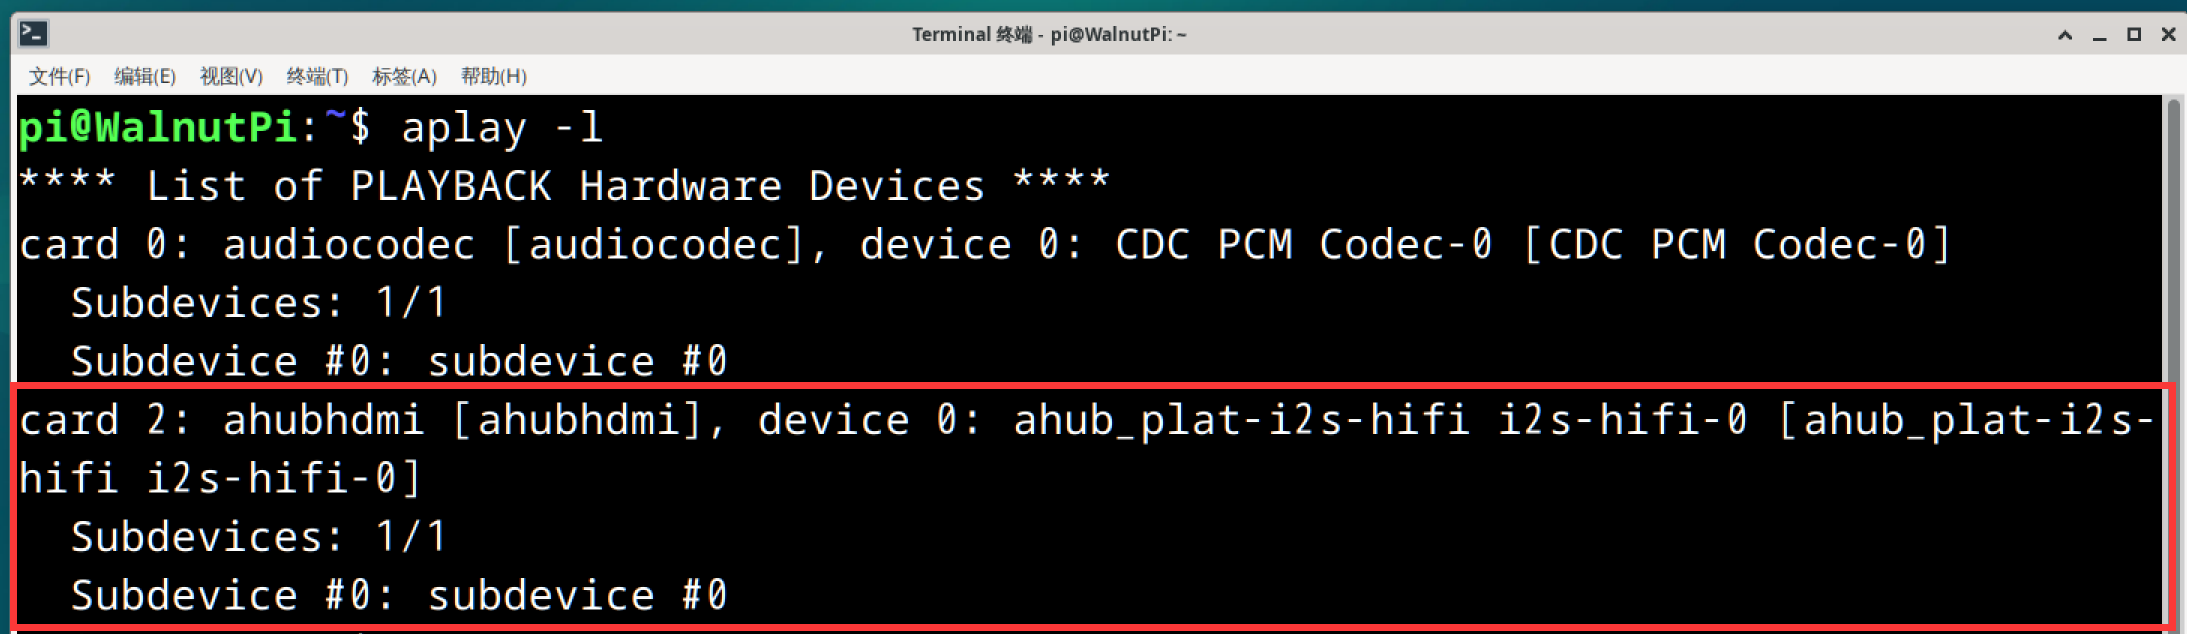 Terminal 终端 - pi@WalnutPi: ~
文件(F) 编辑(E) 视图(V) 终端(T) 标签(A) 帮助(H)
pi@WalnutPi:~$ aplay -l
**** List of PLAYBACK Hardware Devices ****
card 0: audiocodec [audiocodec], device 0: CDC PCM Codec-0 [CDC PCM Codec-0]
  Subdevices: 1/1
  Subdevice #0: subdevice #0
card 2: ahubhdmi [ahubhdmi], device 0: ahub_plat-i2s-hifi i2s-hifi-0 [ahub_plat-i2s-
hifi i2s-hifi-0]
  Subdevices: 1/1
  Subdevice #0: subdevice #0